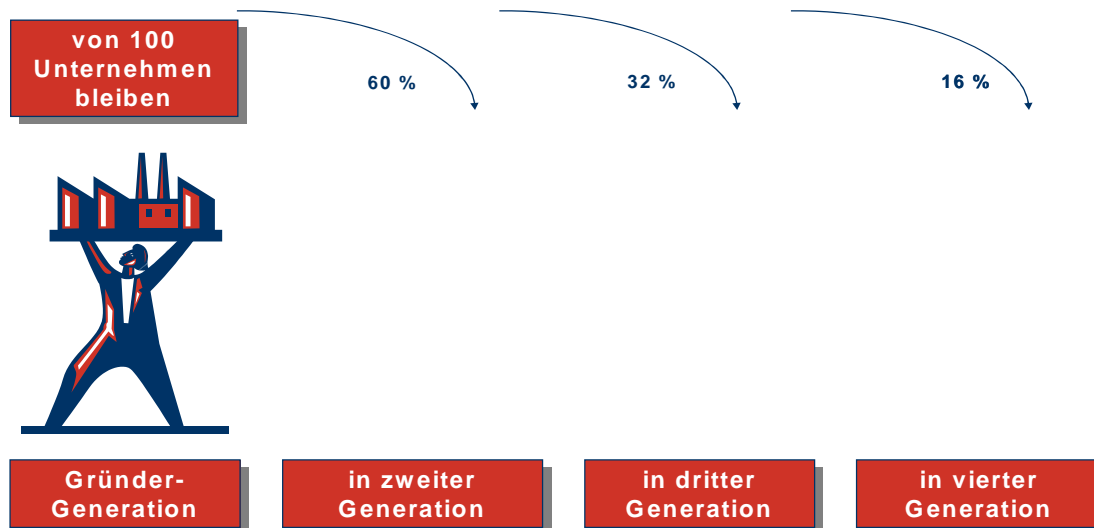 von 100
Unternehmen
bleiben
60 %
32 %
16 %
Gründer-
Generation
in zweiter
Generation
in dritter
Generation
in vierter
Generation